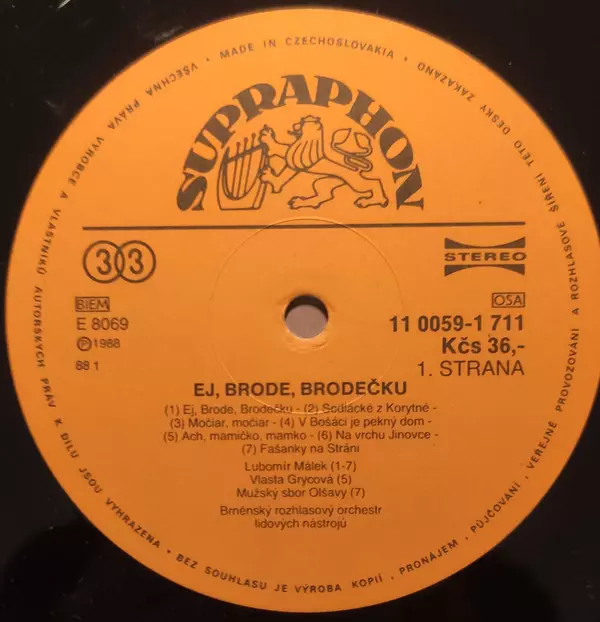 VŠECHNA PRÁVA VÝROBCE A VLASTNÍKŮ AUTORSKÝCH PRÁV K DÍLU JSOU VYHRAZENA • BEZ SOUHLASU JE VÝROBA KOPIÍ, PRONÁJEM, PŮJČOVÁNÍ, VEŘEJNÉ PROVOZOVÁNÍ A ROZHLASOVÉ ŠÍŘENÍ TÉTO DESKY ZAKÁZÁNO • MADE IN CZECHOSLOVAKIA •
SUPRAPHON
33
STEREO
BIEM
OSA
E 8069
11 0059-1 711
Ⓟ1988
Kčs 36,-
88 1
1. STRANA
EJ, BRODE, BRODEČKU
(1) Ej, Brode, Brodečku - (2) Sedlácké z Korytné -
(3) Močiar, močiar - (4) V Bošáci je pekný dom -
(5) Ach, mamičko, mamko - (6) Na vrchu Jinovce -
(7) Fašanky na Strání
Lubomír Málek (1-7)
Vlasta Grycová (5)
Mužský sbor Olšavy (7)
Brněnský rozhlasový orchestr
lidových nástrojů